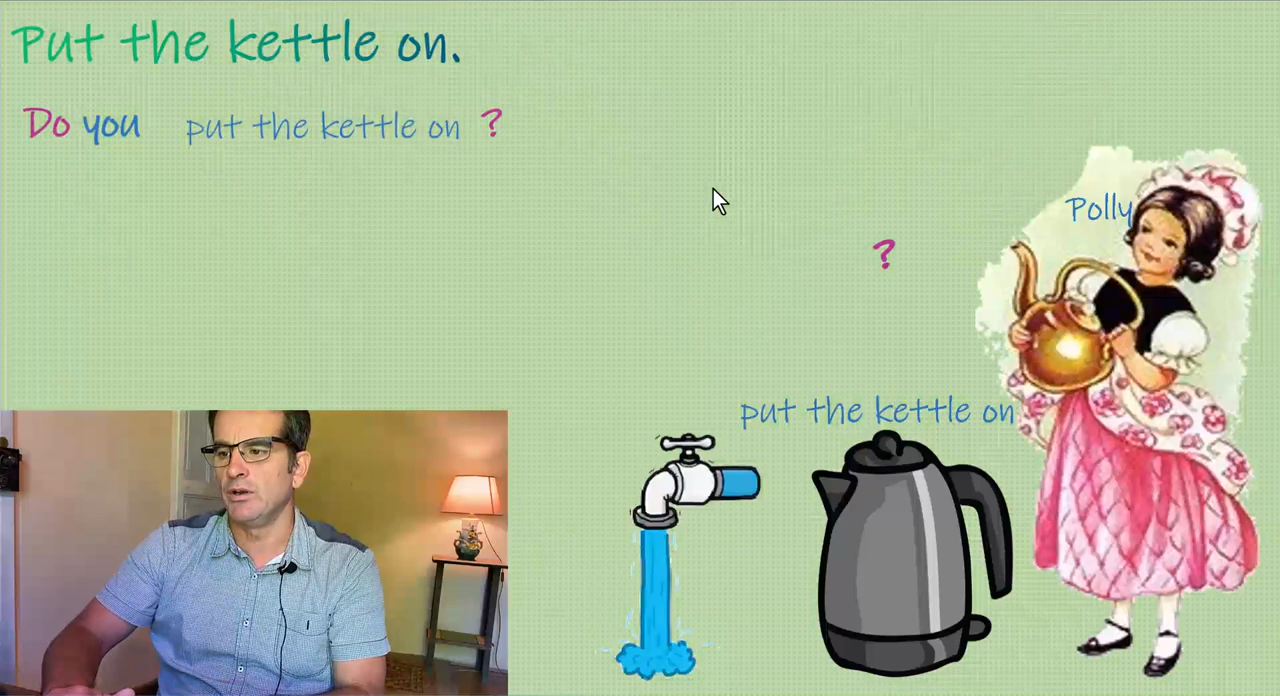 Put the kettle on.
Do you put the kettle on ?
Polly
?
put the kettle on